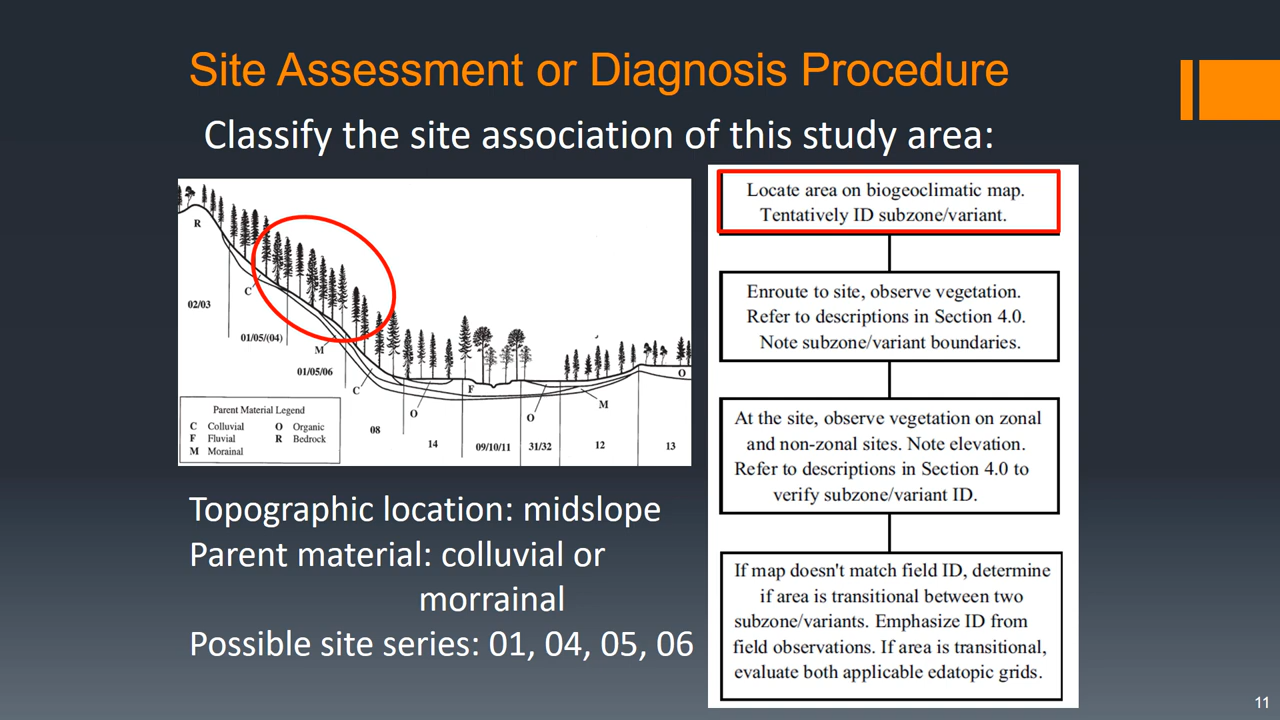 Site Assessment or Diagnosis Procedure
Classify the site association of this study area:
R
C
02/03
01/05/(04)
M
01/05/06
C
08
O
14
F
09/10/11
O
31/32
M
12
O
13
Parent Material Legend
C Colluvial O Organic
F Fluvial R Bedrock
M Morainal
Topographic location: midslope
Parent material: colluvial or
morrainal
Possible site series: 01, 04, 05, 06
Locate area on biogeoclimatic map.
Tentatively ID subzone/variant.
Enroute to site, observe vegetation.
Refer to descriptions in Section 4.0.
Note subzone/variant boundaries.
At the site, observe vegetation on zonal
and non-zonal sites. Note elevation.
Refer to descriptions in Section 4.0 to
verify subzone/variant ID.
If map doesn't match field ID, determine
if area is transitional between two
subzone/variants. Emphasize ID from
field observations. If area is transitional,
evaluate both applicable edatopic grids.
11